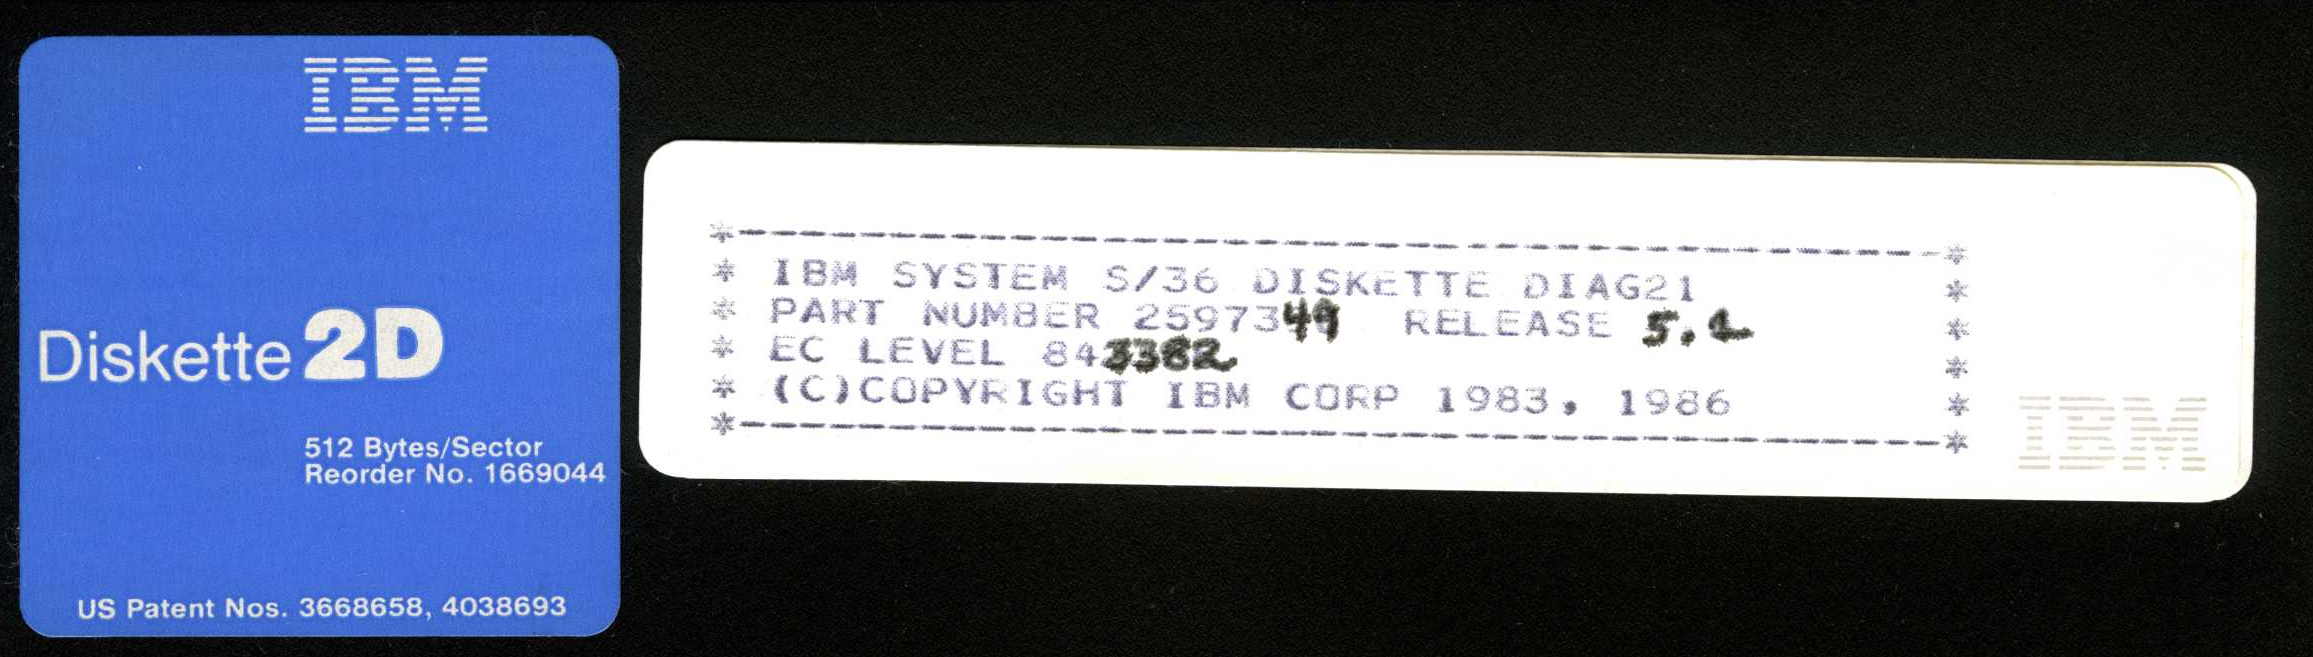 IBM
Diskette 2D
512 Bytes/Sector
Reorder No. 1669044
US Patent Nos. 3668658, 4038693
*----------------------------------------*
* IBM SYSTEM S/36 DISKETTE DIAG21 *
* PART NUMBER 2597349 RELEASE 5.1 *
* EC LEVEL 843382 *
* (C)COPYRIGHT IBM CORP 1983, 1986 *
*----------------------------------------*
IBM